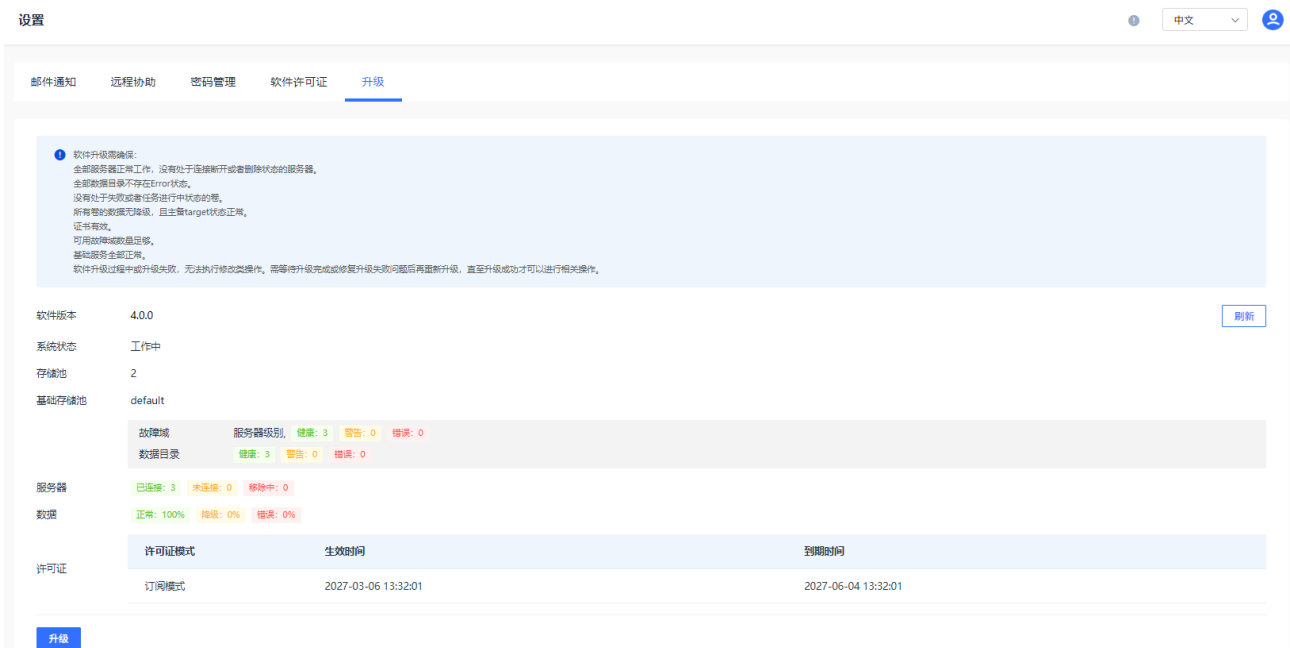 设置
中文
邮件通知 远程协助 密码管理 软件许可证 升级
软件升级需确保：
全部服务器正常工作，没有处于连接断开或者删除状态的服务器。
全部数据目录不存在Error状态。
没有处于失败或者任务进行中状态的卷。
所有卷的数据无降级，且主备target状态正常。
证书有效。
可用故障域数量足够。
基础服务全部正常。
软件升级过程中或升级失败，无法执行修改类操作。需等待升级完成或修复升级失败问题后再重新升级，直至升级成功才可以进行相关操作。
软件版本 4.0.0 刷新
系统状态 工作中
存储池 2
基础存储池 default
故障域 服务器级别, 健康：3 警告：0 错误：0
数据目录 健康：3 警告：0 错误：0
服务器 已连接：3 未连接：0 移除中：0
数据 正常：100% 降级：0% 错误：0%
许可证模式 生效时间 到期时间
许可证
订阅模式 2027-03-06 13:32:01 2027-06-04 13:32:01
升级